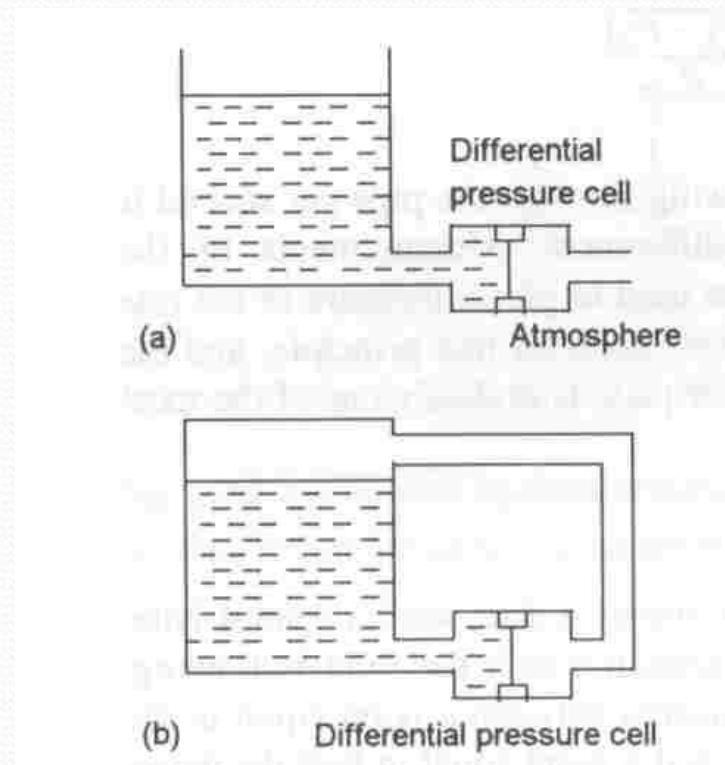 Differential
pressure cell
(a)
Atmosphere
(b)
Differential pressure cell